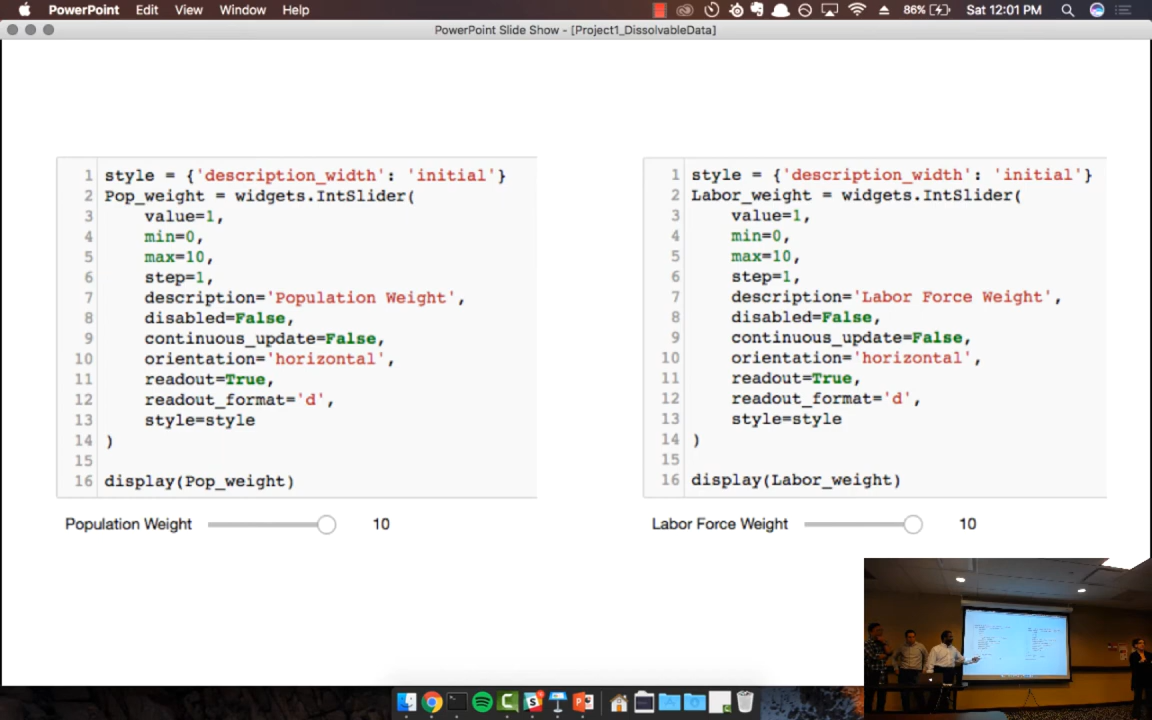 PowerPoint Edit View Window Help 86% Sat 12:01 PM
PowerPoint Slide Show - [Project1_DissolvableData]
1 style = {'description_width': 'initial'}
2 Pop_weight = widgets.IntSlider(
3 value=1,
4 min=0,
5 max=10,
6 step=1,
7 description='Population Weight',
8 disabled=False,
9 continuous_update=False,
10 orientation='horizontal',
11 readout=True,
12 readout_format='d',
13 style=style
14 )
15
16 display(Pop_weight)
Population Weight 10
1 style = {'description_width': 'initial'}
2 Labor_weight = widgets.IntSlider(
3 value=1,
4 min=0,
5 max=10,
6 step=1,
7 description='Labor Force Weight',
8 disabled=False,
9 continuous_update=False,
10 orientation='horizontal',
11 readout=True,
12 readout_format='d',
13 style=style
14 )
15
16 display(Labor_weight)
Labor Force Weight 10